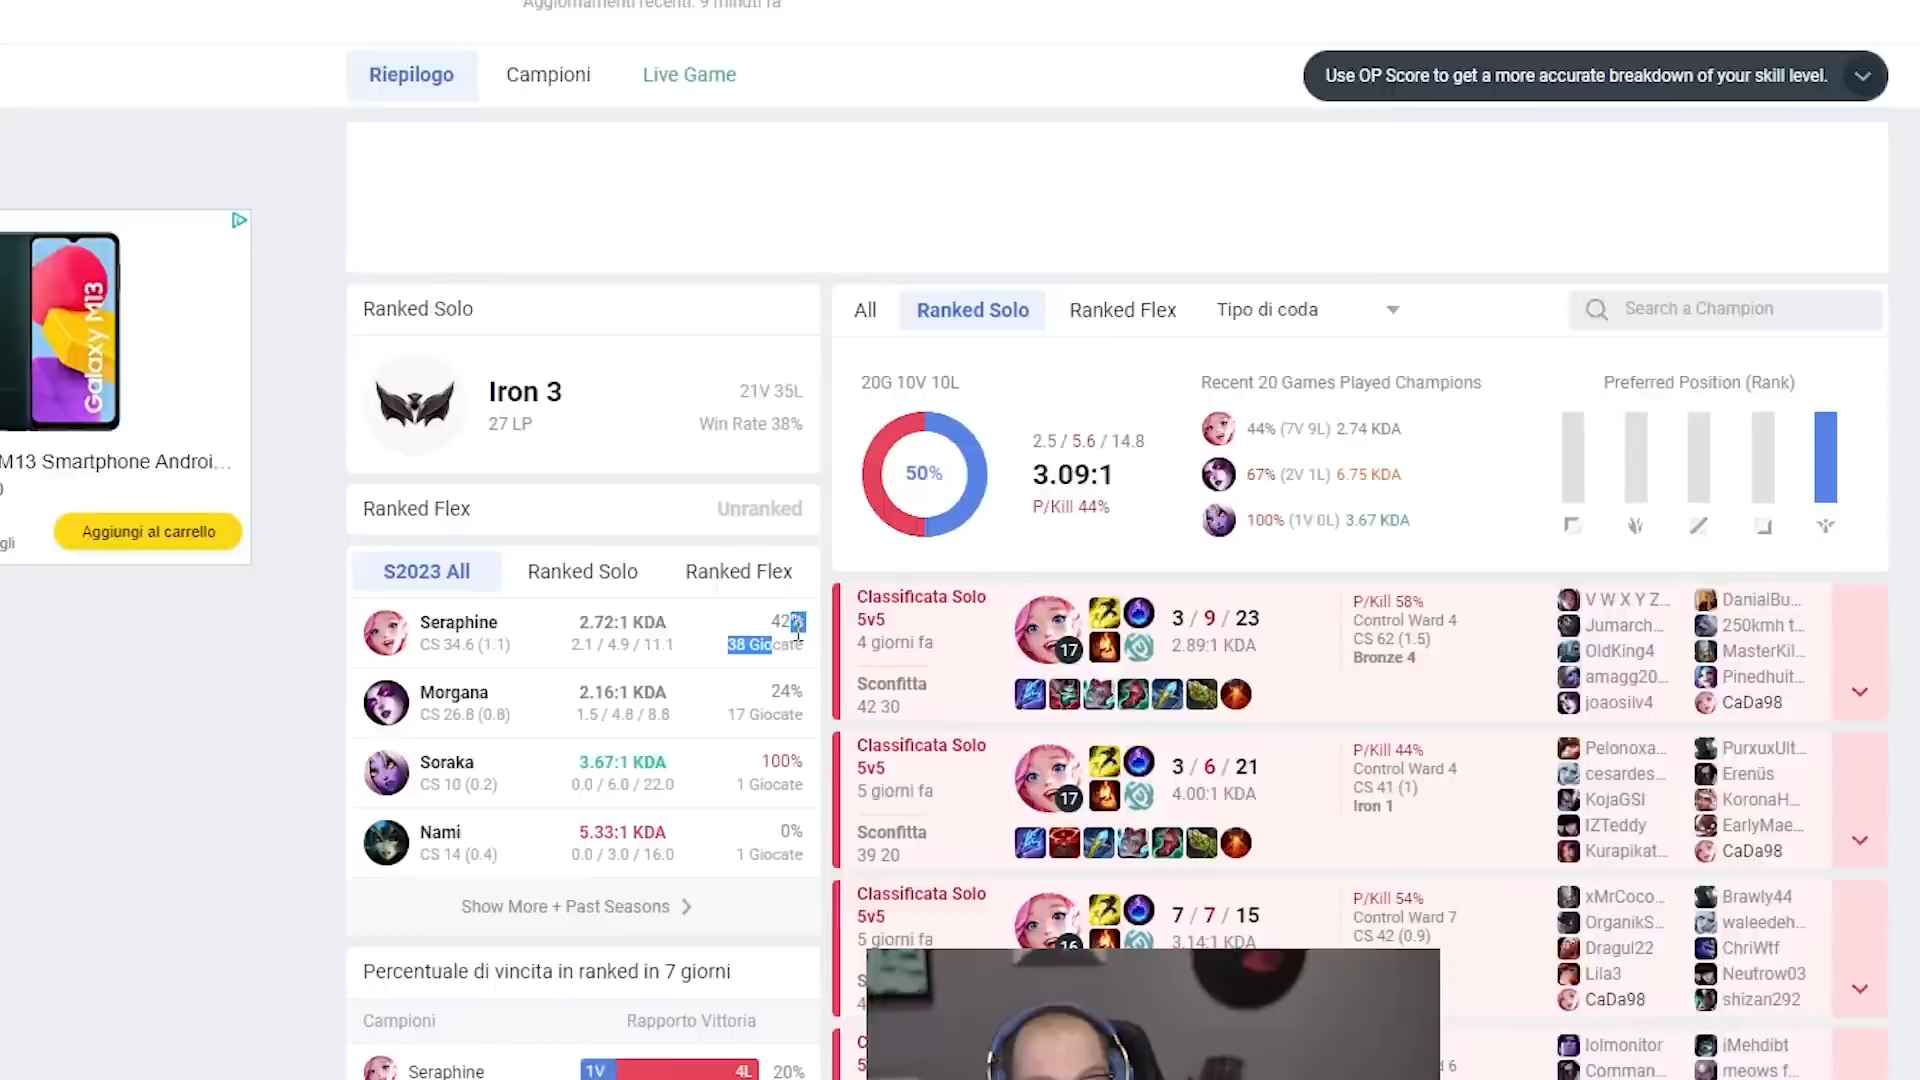 Aggiornamenti recenti: 9 minuti fa
Riepilogo
Campioni
Live Game
Use OP Score to get a more accurate breakdown of your skill level.
Galaxy M13
M13 Smartphone Androi...
Aggiungi al carrello
gli
Ranked Solo
Iron 3
27 LP
21V 35L
Win Rate 38%
Ranked Flex
Unranked
S2023 All
Ranked Solo
Ranked Flex
Seraphine
CS 34.6 (1.1)
2.72:1 KDA
2.1 / 4.9 / 11.1
42%
38 Giocate
Morgana
CS 26.8 (0.8)
2.16:1 KDA
1.5 / 4.8 / 8.8
24%
17 Giocate
Soraka
CS 10 (0.2)
3.67:1 KDA
0.0 / 6.0 / 22.0
100%
1 Giocate
Nami
CS 14 (0.4)
5.33:1 KDA
0.0 / 3.0 / 16.0
0%
1 Giocate
Show More + Past Seasons
Percentuale di vincita in ranked in 7 giorni
Campioni
Rapporto Vittoria
Seraphine
1V
4L
20%
All
Ranked Solo
Ranked Flex
Tipo di coda
Search a Champion
20G 10V 10L
50%
2.5 / 5.6 / 14.8
3.09:1
P/Kill 44%
Recent 20 Games Played Champions
44% (7V 9L) 2.74 KDA
67% (2V 1L) 6.75 KDA
100% (1V 0L) 3.67 KDA
Preferred Position (Rank)
Classificata Solo
5v5
4 giorni fa
Sconfitta
42 30
17
3 / 9 / 23
2.89:1 KDA
P/Kill 58%
Control Ward 4
CS 62 (1.5)
Bronze 4
V W X Y Z...
Jumarch...
OldKing4
amagg20...
joaosilv4
DanialBu...
250kmh t...
MasterKil...
Pinedhuit...
CaDa98
Classificata Solo
5v5
5 giorni fa
Sconfitta
39 20
17
3 / 6 / 21
4.00:1 KDA
P/Kill 44%
Control Ward 4
CS 41 (1)
Iron 1
Pelonoxa...
cesardes...
KojaGSI
IZTeddy
Kurapikat...
PurxuxUlt...
Erenüs
KoronaH...
EarlyMae...
CaDa98
Classificata Solo
5v5
5 giorni fa
16
7 / 7 / 15
3.14:1 KDA
P/Kill 54%
Control Ward 7
CS 42 (0.9)
xMrCoco...
OrganikS...
Dragul22
Lila3
CaDa98
Brawly44
waleedeh...
ChriWtf
Neutrow03
shizan292
lolmonitor
Comman...
iMehdibt
meows f...